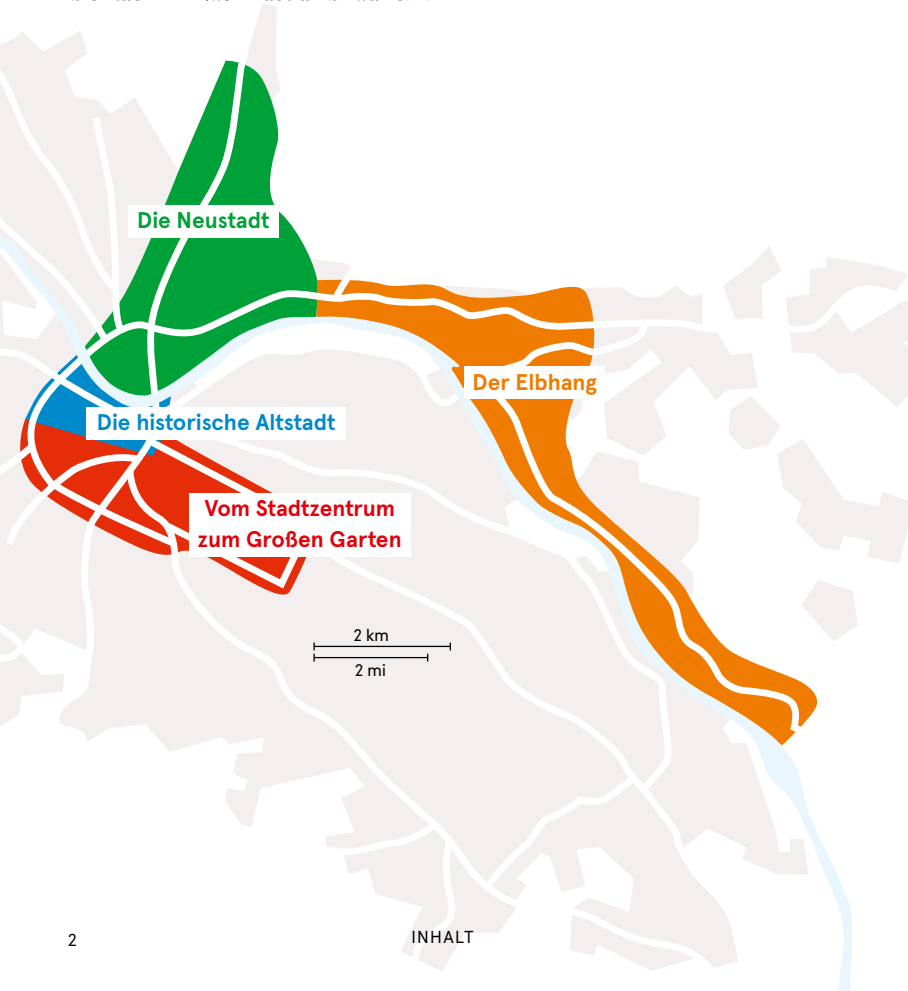 Die Neustadt
Der Elbhang
Die historische Altstadt
Vom Stadtzentrum
zum Großen Garten
2 km
2 mi
2
INHALT